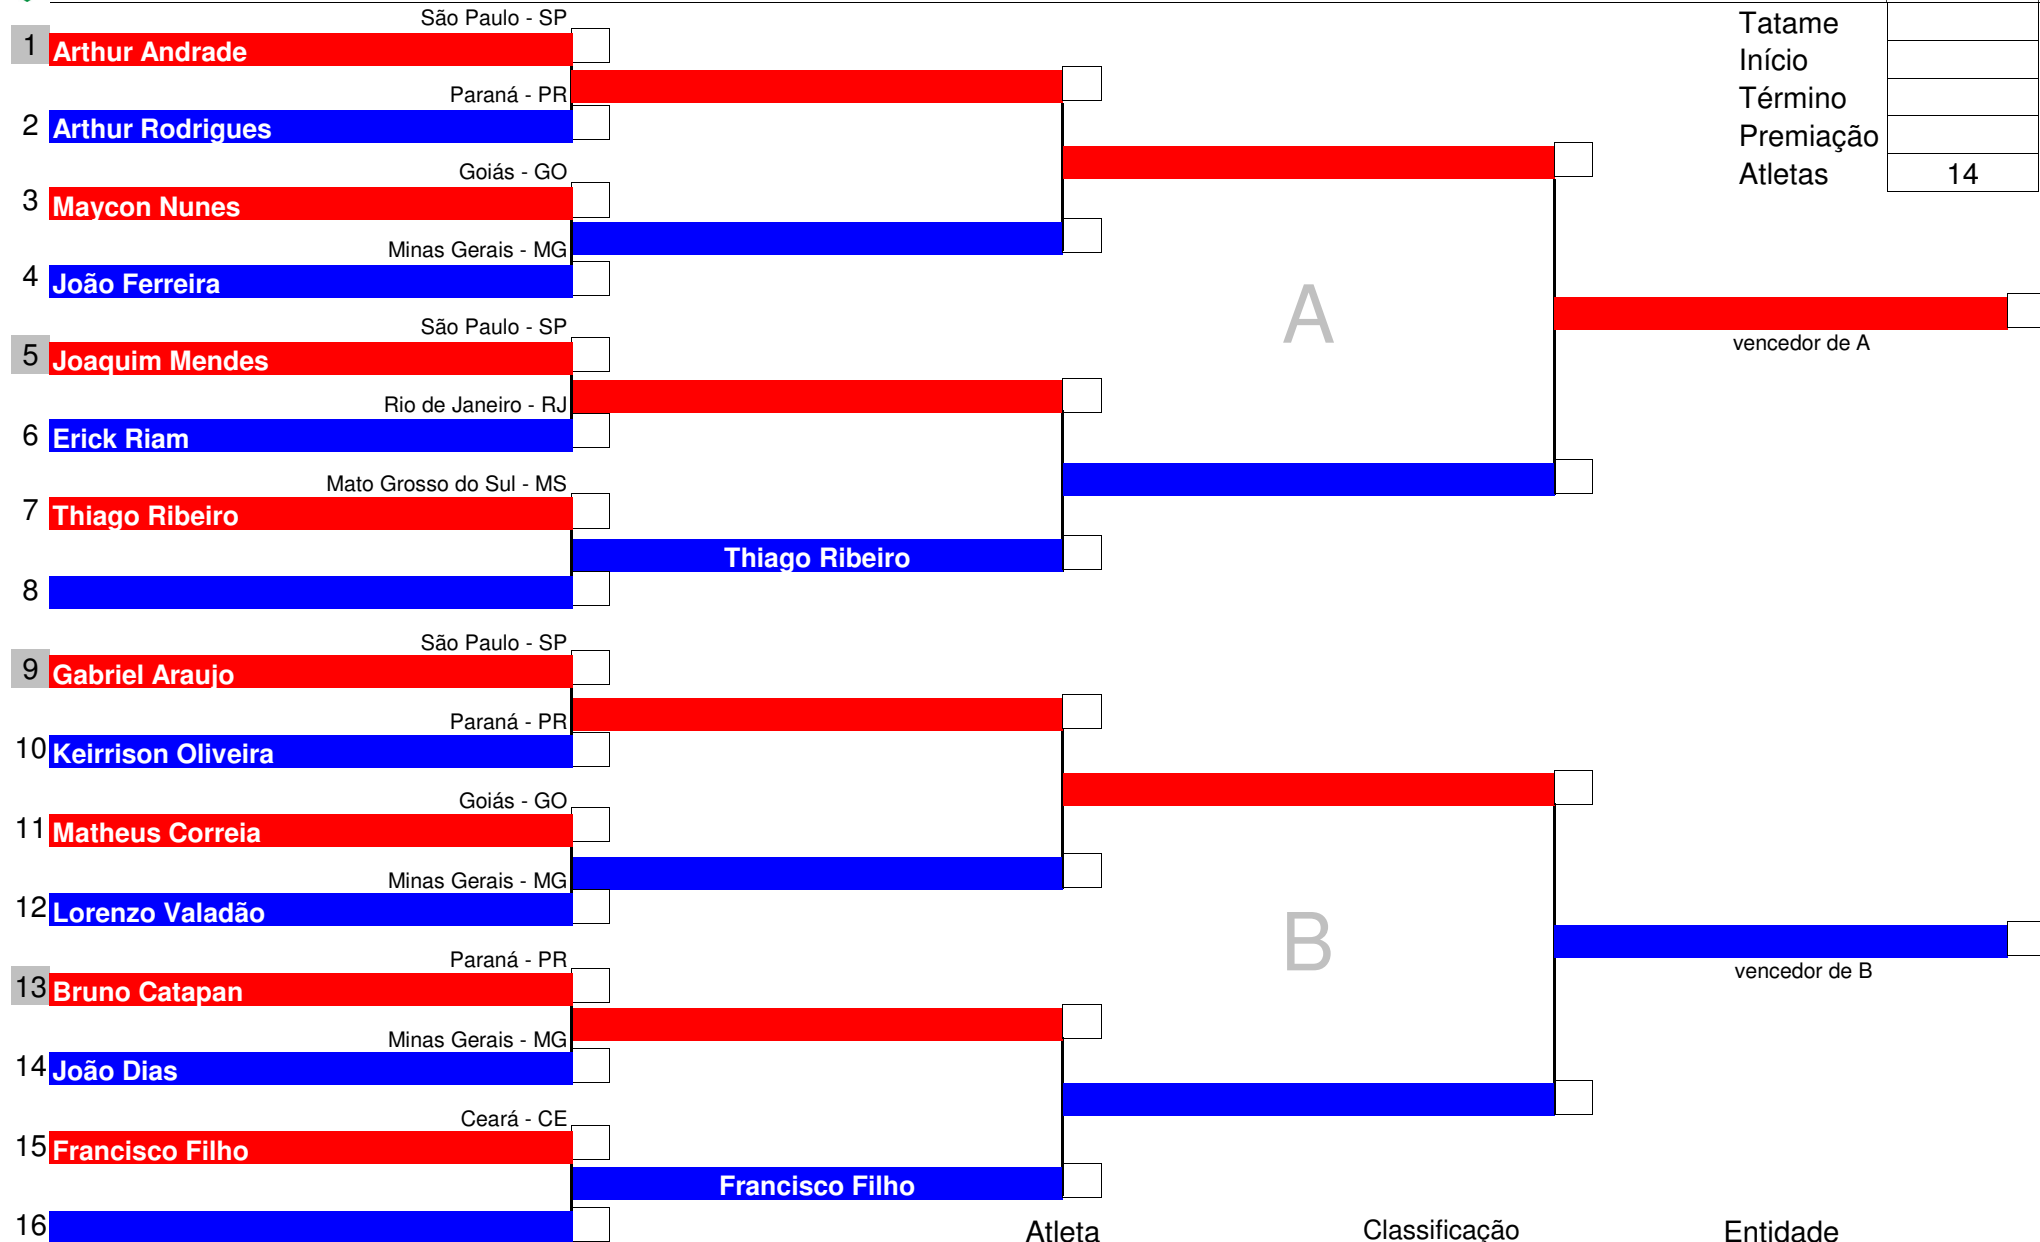 São Paulo - SP
1 Arthur Andrade
Paraná - PR
2 Arthur Rodrigues
Goiás - GO
3 Maycon Nunes
Minas Gerais - MG
4 João Ferreira
São Paulo - SP
5 Joaquim Mendes
Rio de Janeiro - RJ
6 Erick Riam
Mato Grosso do Sul - MS
7 Thiago Ribeiro
Thiago Ribeiro
8
São Paulo - SP
9 Gabriel Araujo
Paraná - PR
10 Keirrison Oliveira
Goiás - GO
11 Matheus Correia
Minas Gerais - MG
12 Lorenzo Valadão
Paraná - PR
13 Bruno Catapan
Minas Gerais - MG
14 João Dias
Ceará - CE
15 Francisco Filho
Francisco Filho
16
A
vencedor de A
B
vencedor de B
Tatame
Início
Término
Premiação
Atletas 14
Atleta Classificação Entidade